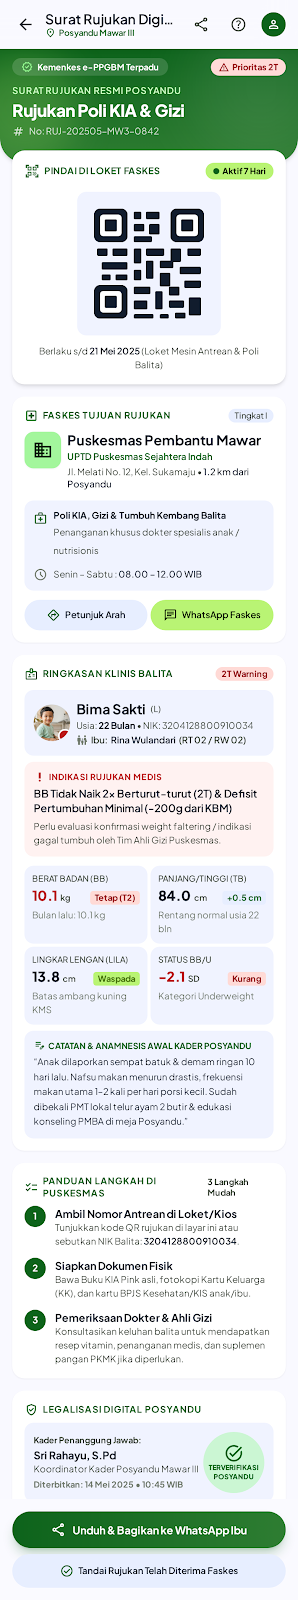 Surat Rujukan Digi...
Posyandu Mawar III
Kemenkes e-PPGBM Terpadu
Prioritas 2T
SURAT RUJUKAN RESMI POSYANDU
Rujukan Poli KIA & Gizi
# No: RUJ-202505-MW3-0842
PINDAI DI LOKET FASKES
Aktif 7 Hari
Berlaku s/d 21 Mei 2025 (Loket Mesin Antrean & Poli
Balita)
FASKES TUJUAN RUJUKAN
Tingkat I
Puskesmas Pembantu Mawar
UPTD Puskesmas Sejahtera Indah
Jl. Melati No. 12, Kel. Sukamaju • 1.2 km dari
Posyandu
Poli KIA, Gizi & Tumbuh Kembang Balita
Penanganan khusus dokter spesialis anak /
nutrisionis
Senin – Sabtu : 08.00 – 12.00 WIB
Petunjuk Arah
WhatsApp Faskes
RINGKASAN KLINIS BALITA
2T Warning
Bima Sakti (L)
Usia: 22 Bulan • NIK: 3204128800910034
Ibu: Rina Wulandari (RT 02 / RW 02)
INDIKASI RUJUKAN MEDIS
BB Tidak Naik 2x Berturut-turut (2T) & Defisit
Pertumbuhan Minimal (-200g dari KBM)
Perlu evaluasi konfirmasi weight faltering / indikasi
gagal tumbuh oleh Tim Ahli Gizi Puskesmas.
BERAT BADAN (BB)
10.1 kg
Tetap (T2)
Bulan lalu: 10.1 kg
PANJANG/TINGGI (TB)
84.0 cm
+0.5 cm
Rentang normal usia 22
bln
LINGKAR LENGAN (LILA)
13.8 cm
Waspada
Batas ambang kuning
KMS
STATUS BB/U
-2.1 SD
Kurang
Kategori Underweight
CATATAN & ANAMNESIS AWAL KADER POSYANDU
"Anak dilaporkan sempat batuk & demam ringan 10
hari lalu. Nafsu makan menurun drastis, frekuensi
makan utama 1-2 kali per hari porsi kecil. Sudah
dibekali PMT lokal telur ayam 2 butir & edukasi
konseling PMBA di meja Posyandu."
PANDUAN LANGKAH DI
PUSKESMAS
3 Langkah
Mudah
1
Ambil Nomor Antrean di Loket/Kios
Tunjukkan kode QR rujukan di layar ini atau
sebutkan NIK Balita: 3204128800910034.
2
Siapkan Dokumen Fisik
Bawa Buku KIA Pink asli, fotokopi Kartu Keluarga
(KK), dan kartu BPJS Kesehatan/KIS anak/ibu.
3
Pemeriksaan Dokter & Ahli Gizi
Konsultasikan keluhan balita untuk mendapatkan
resep vitamin, penanganan medis, dan suplemen
pangan PKMK jika diperlukan.
LEGALISASI DIGITAL POSYANDU
Kader Penanggung Jawab:
Sri Rahayu, S.Pd
Koordinator Kader Posyandu Mawar III
Diterbitkan: 14 Mei 2025 • 10:45 WIB
TERVERIFIKASI
POSYANDU
Unduh & Bagikan ke WhatsApp Ibu
Tandai Rujukan Telah Diterima Faskes